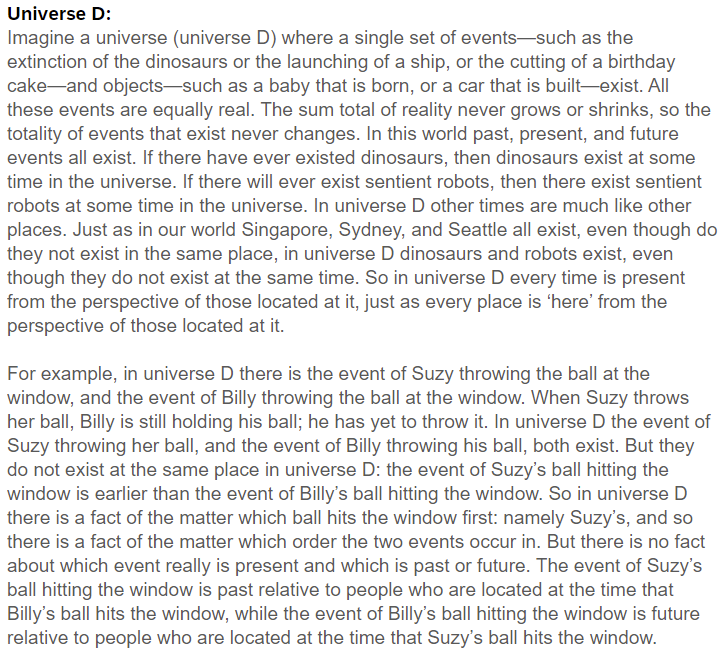 Universe D:
Imagine a universe (universe D) where a single set of events—such as the
extinction of the dinosaurs or the launching of a ship, or the cutting of a birthday
cake—and objects—such as a baby that is born, or a car that is built—exist. All
these events are equally real. The sum total of reality never grows or shrinks, so the
totality of events that exist never changes. In this world past, present, and future
events all exist. If there have ever existed dinosaurs, then dinosaurs exist at some
time in the universe. If there will ever exist sentient robots, then there exist sentient
robots at some time in the universe. In universe D other times are much like other
places. Just as in our world Singapore, Sydney, and Seattle all exist, even though do
they not exist in the same place, in universe D dinosaurs and robots exist, even
though they do not exist at the same time. So in universe D every time is present
from the perspective of those located at it, just as every place is ‘here’ from the
perspective of those located at it.
For example, in universe D there is the event of Suzy throwing the ball at the
window, and the event of Billy throwing the ball at the window. When Suzy throws
her ball, Billy is still holding his ball; he has yet to throw it. In universe D the event of
Suzy throwing her ball, and the event of Billy throwing his ball, both exist. But they
do not exist at the same place in universe D: the event of Suzy’s ball hitting the
window is earlier than the event of Billy’s ball hitting the window. So in universe D
there is a fact of the matter which ball hits the window first: namely Suzy’s, and so
there is a fact of the matter which order the two events occur in. But there is no fact
about which event really is present and which is past or future. The event of Suzy’s
ball hitting the window is past relative to people who are located at the time that
Billy’s ball hits the window, while the event of Billy’s ball hitting the window is future
relative to people who are located at the time that Suzy’s ball hits the window.